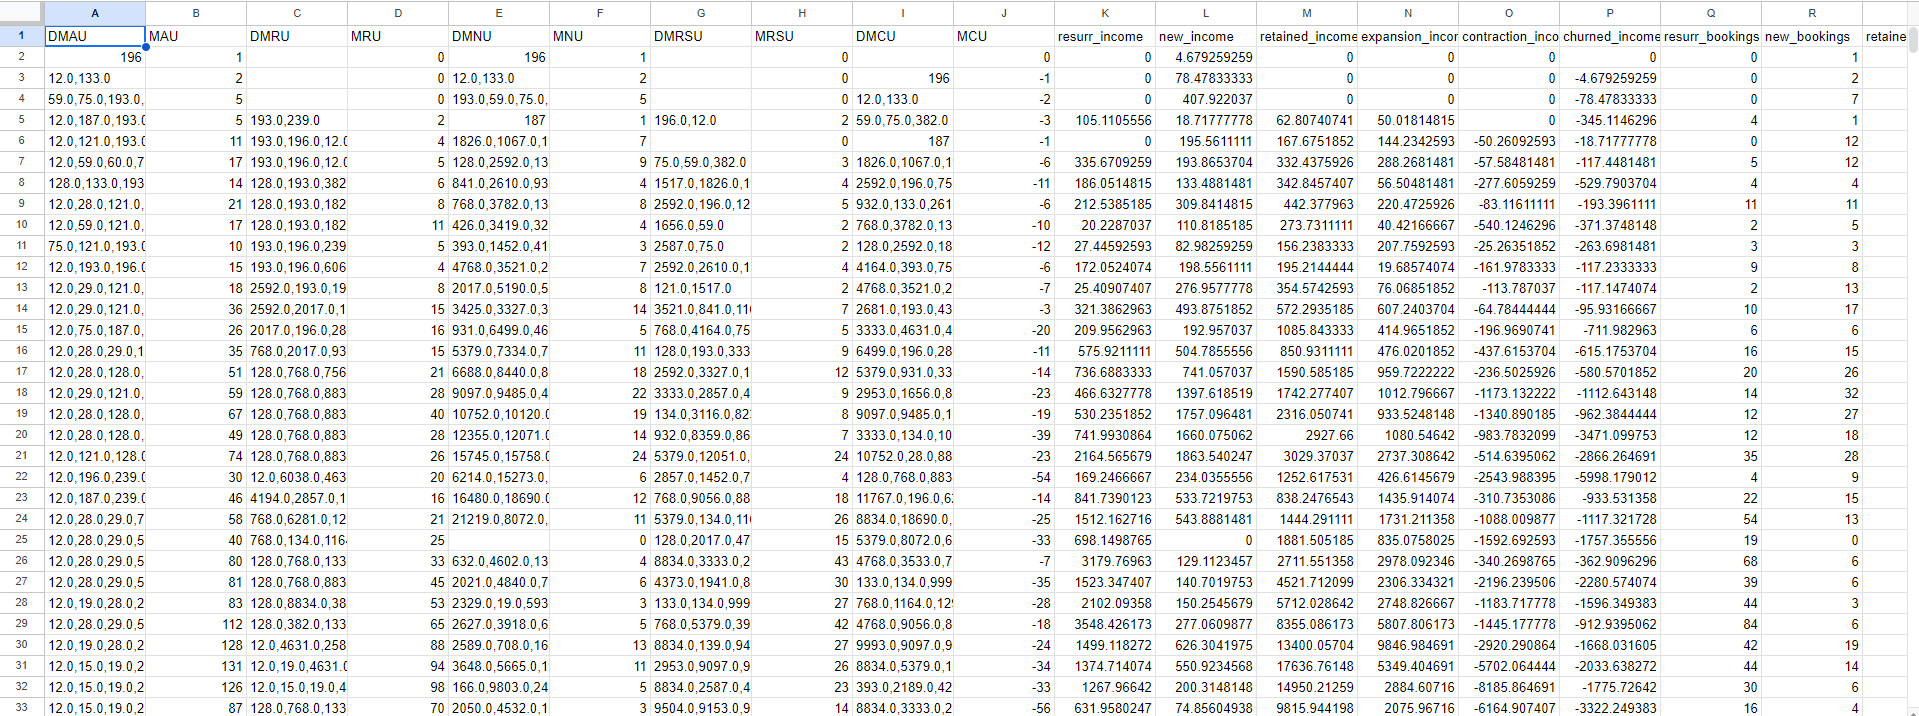 A B C D E F G H I J K L M N O P Q R
1 DMAU MAU DMRU MRU DMNU MNU DMRSU MRSU DMCU MCU resurr_income new_income retained_income expansion_incor contraction_inco churned_income resurr_bookings new_bookings retaine
2 196 1 0 196 1 0 0 0 4.679259259 0 0 0 0 0 1
3 12.0,133.0 2 0 12.0,133.0 2 0 196 -1 0 78.47833333 0 0 0 -4.679259259 0 2
4 59.0,75.0,193.0, 5 0 193.0,59.0,75.0, 5 0 12.0,133.0 -2 0 407.922037 0 0 0 -78.47833333 0 7
5 12.0,187.0,193.0 5 193.0,239.0 2 187 1 196.0,12.0 2 59.0,75.0,382.0 -3 105.1105556 18.71777778 62.80740741 50.01814815 0 -345.1146296 4 1
6 12.0,121.0,193.0 11 193.0,196.0,12.0 4 1826.0,1067.0,1 7 0 187 -1 0 195.5611111 167.6751852 144.2342593 -50.26092593 -18.71777778 0 12
7 12.0,59.0,60.0,7 17 193.0,196.0,12.0 5 128.0,2592.0,13 9 75.0,59.0,382.0 3 1826.0,1067.0,1 -6 335.6709259 193.8653704 332.4375926 288.2681481 -57.58481481 -117.4481481 5 12
8 128.0,133.0,193 14 128.0,193.0,382 6 841.0,2610.0,93 4 1517.0,1826.0,1 4 2592.0,196.0,75 -11 186.0514815 133.4881481 342.8457407 56.50481481 -277.6059259 -529.7903704 4 4
9 12.0,28.0,121.0, 21 128.0,193.0,182 8 768.0,3782.0,13 8 2592.0,196.0,12 5 932.0,133.0,261 -6 212.5385185 309.8414815 442.377963 220.4725926 -83.11611111 -193.3961111 11 11
10 12.0,59.0,121.0, 17 128.0,193.0,182 11 426.0,3419.0,32 4 1656.0,59.0 2 768.0,3782.0,13 -10 20.2287037 110.8185185 273.7311111 40.42166667 -540.1246296 -371.3748148 2 5
11 75.0,121.0,193.0 10 193.0,196.0,239 5 393.0,1452.0,41 3 2587.0,75.0 2 128.0,2592.0,18 -12 27.44592593 82.98259259 156.2383333 207.7592593 -25.26351852 -263.6981481 3 3
12 12.0,193.0,196.0 15 193.0,196.0,606 4 4768.0,3521.0,2 7 2592.0,2610.0,1 4 4164.0,393.0,75 -6 172.0524074 198.5561111 195.2144444 19.68574074 -161.9783333 -117.2333333 9 8
13 12.0,29.0,121.0, 18 2592.0,193.0,19 8 2017.0,5190.0,5 8 121.0,1517.0 2 4768.0,3521.0,2 -7 25.40907407 276.9577778 354.5742593 76.06851852 -113.787037 -117.1474074 2 13
14 12.0,29.0,121.0, 36 2592.0,2017.0,1 15 3425.0,3327.0,3 14 3521.0,841.0,11 7 2681.0,193.0,43 -3 321.3862963 493.8751852 572.2935185 607.2403704 -64.78444444 -95.93166667 10 17
15 12.0,75.0,187.0, 26 2017.0,196.0,28 16 931.0,6499.0,46 5 768.0,4164.0,75 5 3333.0,4631.0,4 -20 209.9562963 192.957037 1085.843333 414.9651852 -196.9690741 -711.982963 6 6
16 12.0,28.0,29.0,1 35 768.0,2017.0,93 15 5379.0,7334.0,7 11 128.0,193.0,333 9 6499.0,196.0,28 -11 575.9211111 504.7855556 850.9311111 476.0201852 -437.6153704 -615.1753704 16 15
17 12.0,28.0,128.0, 51 128.0,768.0,756 21 6688.0,8440.0,8 18 2592.0,3327.0,1 12 5379.0,931.0,33 -14 736.6883333 741.057037 1590.585185 959.7222222 -236.5025926 -580.5701852 20 26
18 12.0,29.0,121.0, 59 128.0,768.0,883 28 9097.0,9485.0,4 22 3333.0,2857.0,4 9 2953.0,1656.0,8 -23 466.6327778 1397.618519 1742.277407 1012.796667 -1173.132222 -1112.643148 14 32
19 12.0,28.0,128.0, 67 128.0,768.0,883 40 10752.0,10120.0 19 134.0,3116.0,82 8 9097.0,9485.0,1 -19 530.2351852 1757.096481 2316.050741 933.5248148 -1340.890185 -962.3844444 12 27
20 12.0,28.0,128.0, 49 128.0,768.0,883 28 12355.0,12071.0 14 932.0,8359.0,86 7 3333.0,134.0,10 -39 741.9930864 1660.075062 2927.66 1080.54642 -983.7832099 -3471.099753 12 18
21 12.0,121.0,128.0 74 128.0,768.0,883 26 15745.0,15758.0 24 5379.0,12051.0, 24 10752.0,28.0,88 -23 2164.565679 1863.540247 3029.37037 2737.308642 -514.6395062 -2866.264691 35 28
22 12.0,196.0,239.0 30 12.0,6038.0,463 20 6214.0,15273.0, 6 2857.0,1452.0,7 4 128.0,768.0,883 -54 169.2466667 234.0355556 1252.617531 426.6145679 -2543.988395 -5998.179012 4 9
23 12.0,187.0,239.0 46 4194.0,2857.0,1 16 16480.0,18690.0 12 768.0,9056.0,88 18 11767.0,196.0,6 -14 841.7390123 533.7219753 838.2476543 1435.914074 -310.7353086 -933.531358 22 15
24 12.0,28.0,29.0,7 58 768.0,6281.0,12 21 21219.0,8072.0, 11 5379.0,134.0,11 26 8834.0,18690.0, -25 1512.162716 543.8881481 1444.291111 1731.211358 -1088.009877 -1117.321728 54 13
25 12.0,28.0,29.0,5 40 768.0,134.0,116 25 0 128.0,2017.0,47 15 5379.0,8072.0,6 -33 698.1498765 0 1881.505185 835.0758025 -1592.692593 -1757.355556 19 0
26 12.0,28.0,29.0,5 80 128.0,768.0,133 33 632.0,4602.0,13 4 8834.0,3333.0,2 43 4768.0,3533.0,7 -7 3179.76963 129.1123457 2711.551358 2978.092346 -340.2698765 -362.9096296 68 6
27 12.0,28.0,29.0,5 81 128.0,768.0,883 45 2021.0,4840.0,7 6 4373.0,1941.0,8 30 133.0,134.0,999 -35 1523.347407 140.7019753 4521.712099 2306.334321 -2196.239506 -2280.574074 39 6
28 12.0,19.0,28.0,2 83 128.0,8834.0,38 53 2329.0,19.0,593 3 133.0,134.0,999 27 768.0,1164.0,12 -28 2102.09358 150.2545679 5712.028642 2748.826667 -1183.717778 -1596.349383 44 3
29 12.0,28.0,29.0,5 112 128.0,382.0,133 65 2627.0,3918.0,6 5 768.0,5379.0,39 42 4768.0,9056.0,8 -18 3548.426173 277.0609877 8355.086173 5807.806173 -1445.177778 -912.9395062 84 6
30 12.0,19.0,28.0,2 128 12.0,4631.0,258 88 2589.0,708.0,16 13 8834.0,139.0,94 27 9993.0,9097.0,9 -24 1499.118272 626.3041975 13400.05704 9846.984691 -2920.290864 -1668.031605 42 19
31 12.0,15.0,19.0,2 131 12.0,19.0,4631.0 94 3648.0,5665.0,1 11 2953.0,9097.0,9 26 8834.0,5379.0,1 -34 1374.714074 550.9234568 17636.76148 5349.404691 -5702.064444 -2033.638272 44 14
32 12.0,15.0,19.0,2 126 12.0,15.0,19.0,4 98 166.0,9803.0,24 5 8834.0,2587.0,4 23 393.0,2189.0,42 -33 1267.96642 200.3148148 14950.21259 2884.60716 -8185.864691 -1775.72642 30 6
33 12.0,15.0,19.0,2 87 128.0,768.0,133 70 2050.0,4532.0,1 3 9504.0,9153.0,9 14 8834.0,3333.0,2 -56 631.9580247 74.85604938 9815.944198 2075.96716 -6164.907407 -3322.249383 16 4